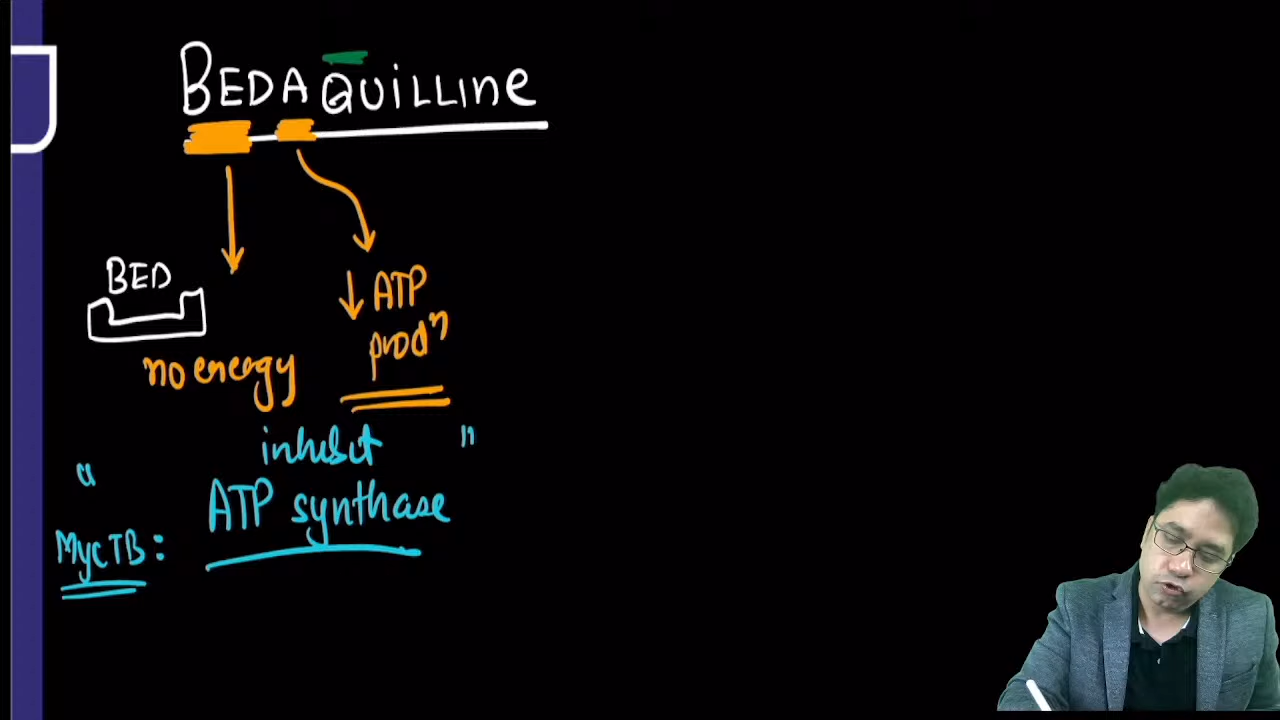 BEDAQUILLINE
BED
↓ ATP
prodⁿ
no energy
inhibit
" "
ATP synthase
MycTB: